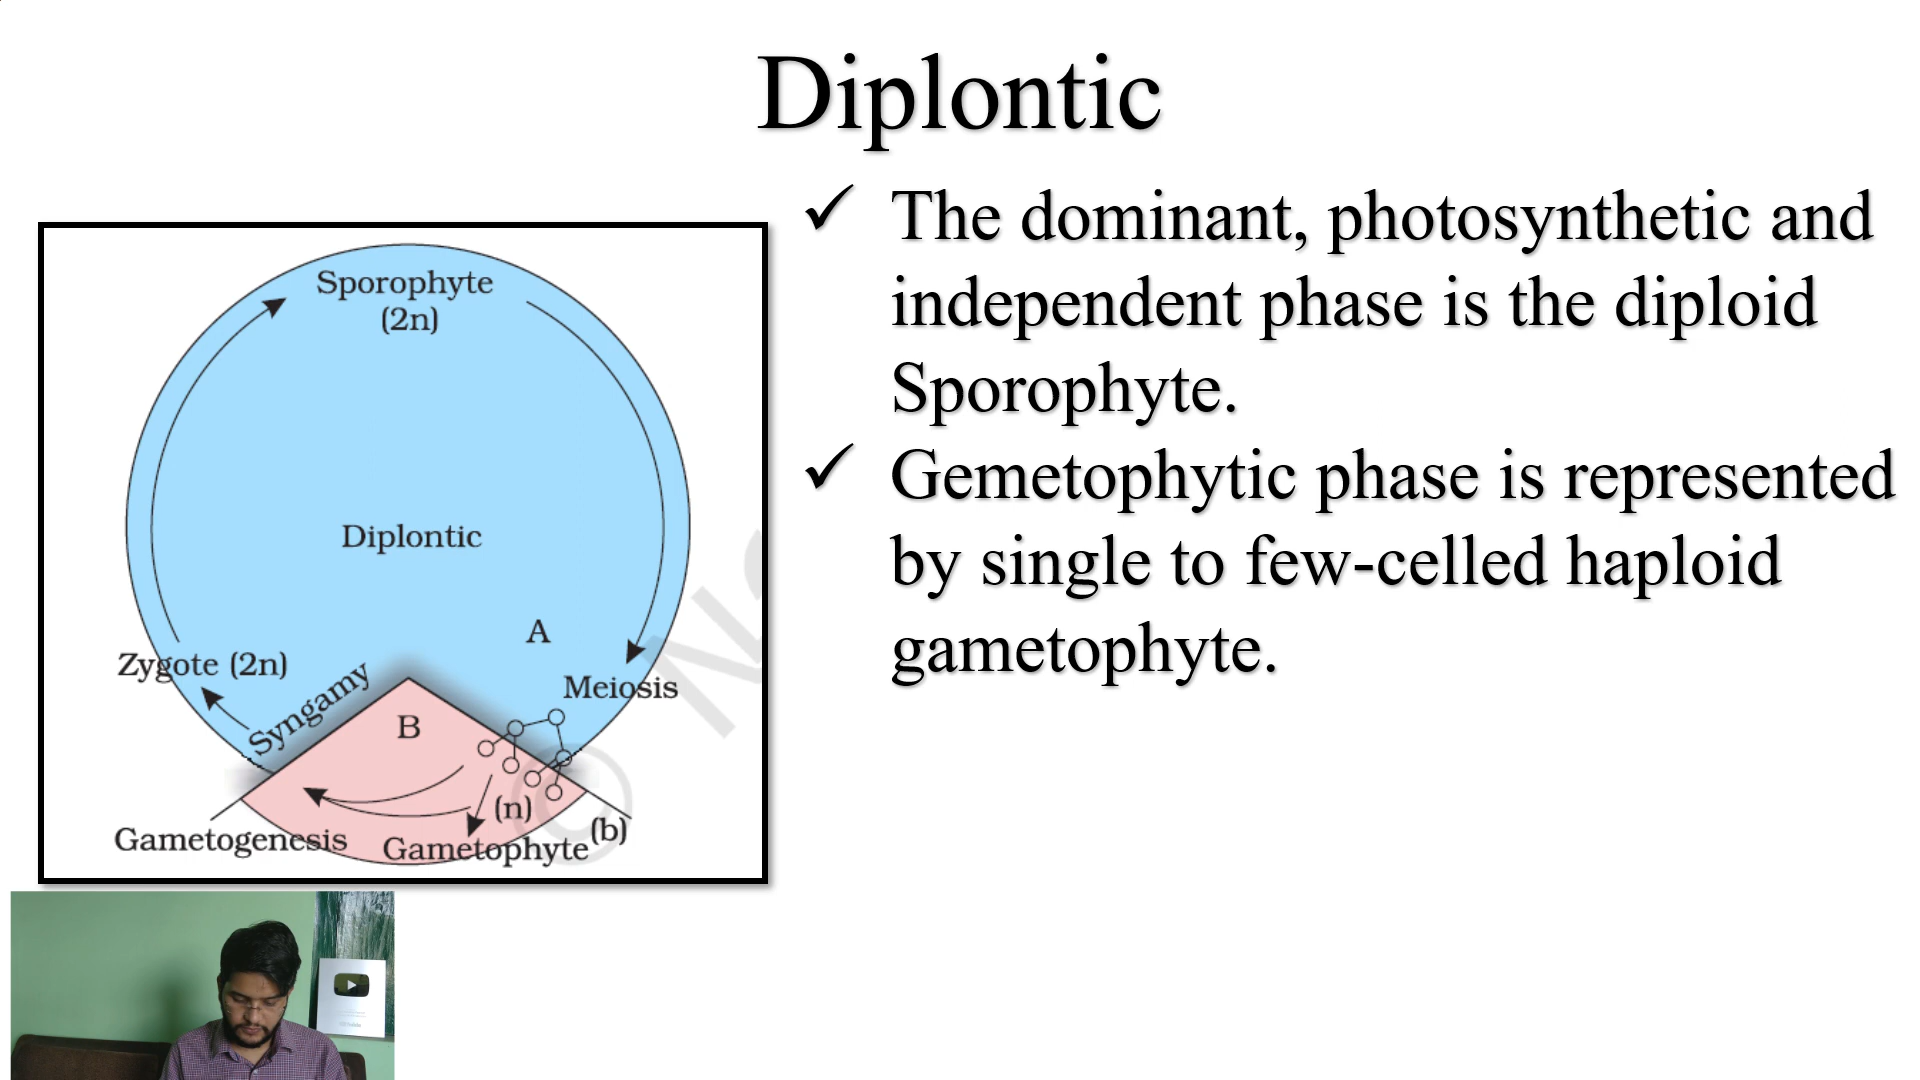 Diplontic
✓ The dominant, photosynthetic and
independent phase is the diploid
Sporophyte.
✓ Gemetophytic phase is represented
by single to few-celled haploid
gametophyte.
Sporophyte
(2n)
Diplontic
A
Zygote (2n)
Syngamy
Meiosis
B
(n)
(b)
Gametogenesis
Gametophyte